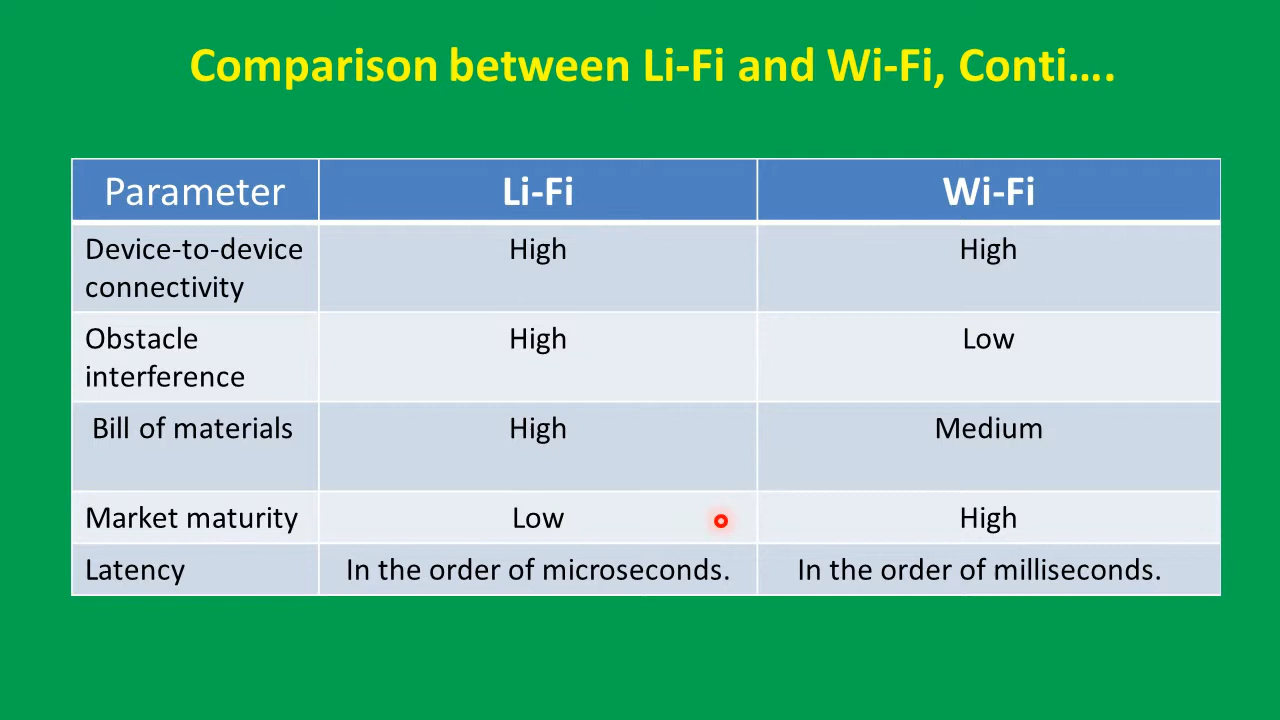 Comparison between Li-Fi and Wi-Fi, Conti....
Parameter Li-Fi Wi-Fi
Device-to-device connectivity High High
Obstacle interference High Low
Bill of materials High Medium
Market maturity Low High
Latency In the order of microseconds. In the order of milliseconds.